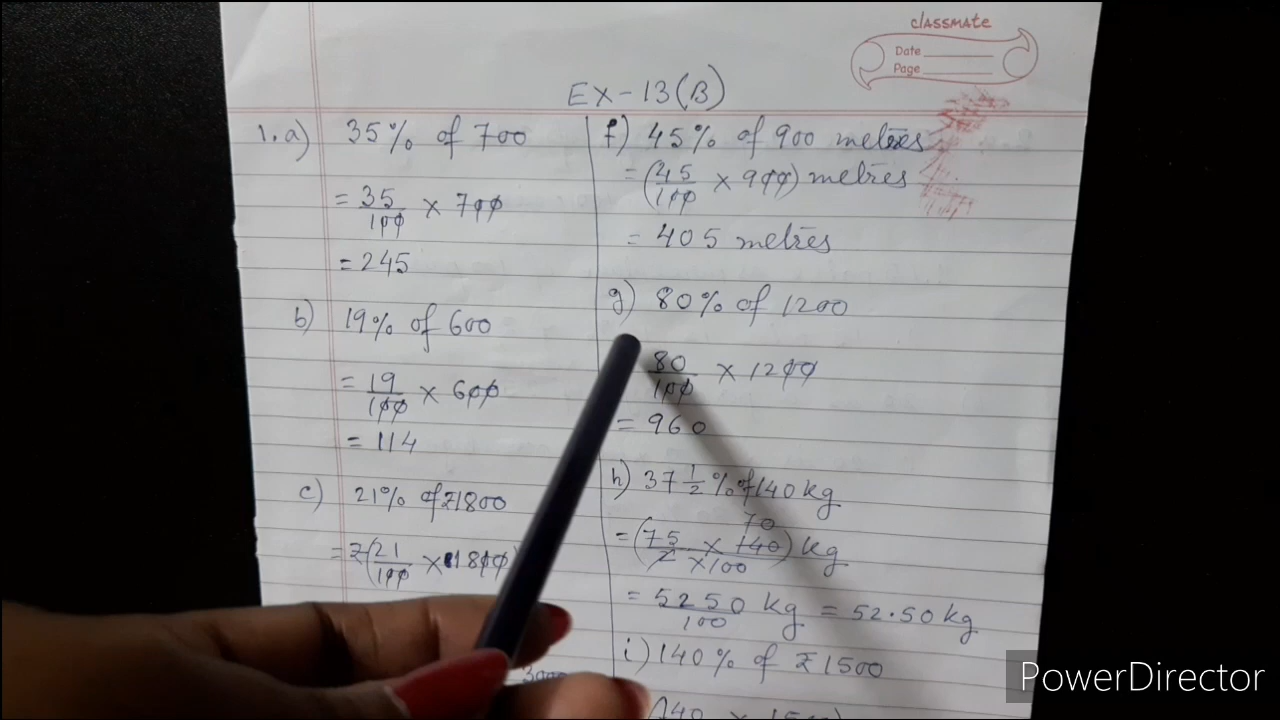 classmate
Date
Page
EX-13(B)
1. a) 35% of 700
= 35/100 × 700
= 245
b) 19% of 600
= 19/100 × 600
= 114
c) 21% of ₹1800
= ₹(21/100 × 1800)
f) 45% of 900 metres
= (45/100 × 900) metres
= 405 metres
g) 80% of 1200
80/100 × 1200
= 960
h) 37 1/2 % of 140 kg
70
= (75/2 × 140/×100) kg
= 5250/100 kg = 52.50 kg
i) 140% of ₹1500
PowerDirector